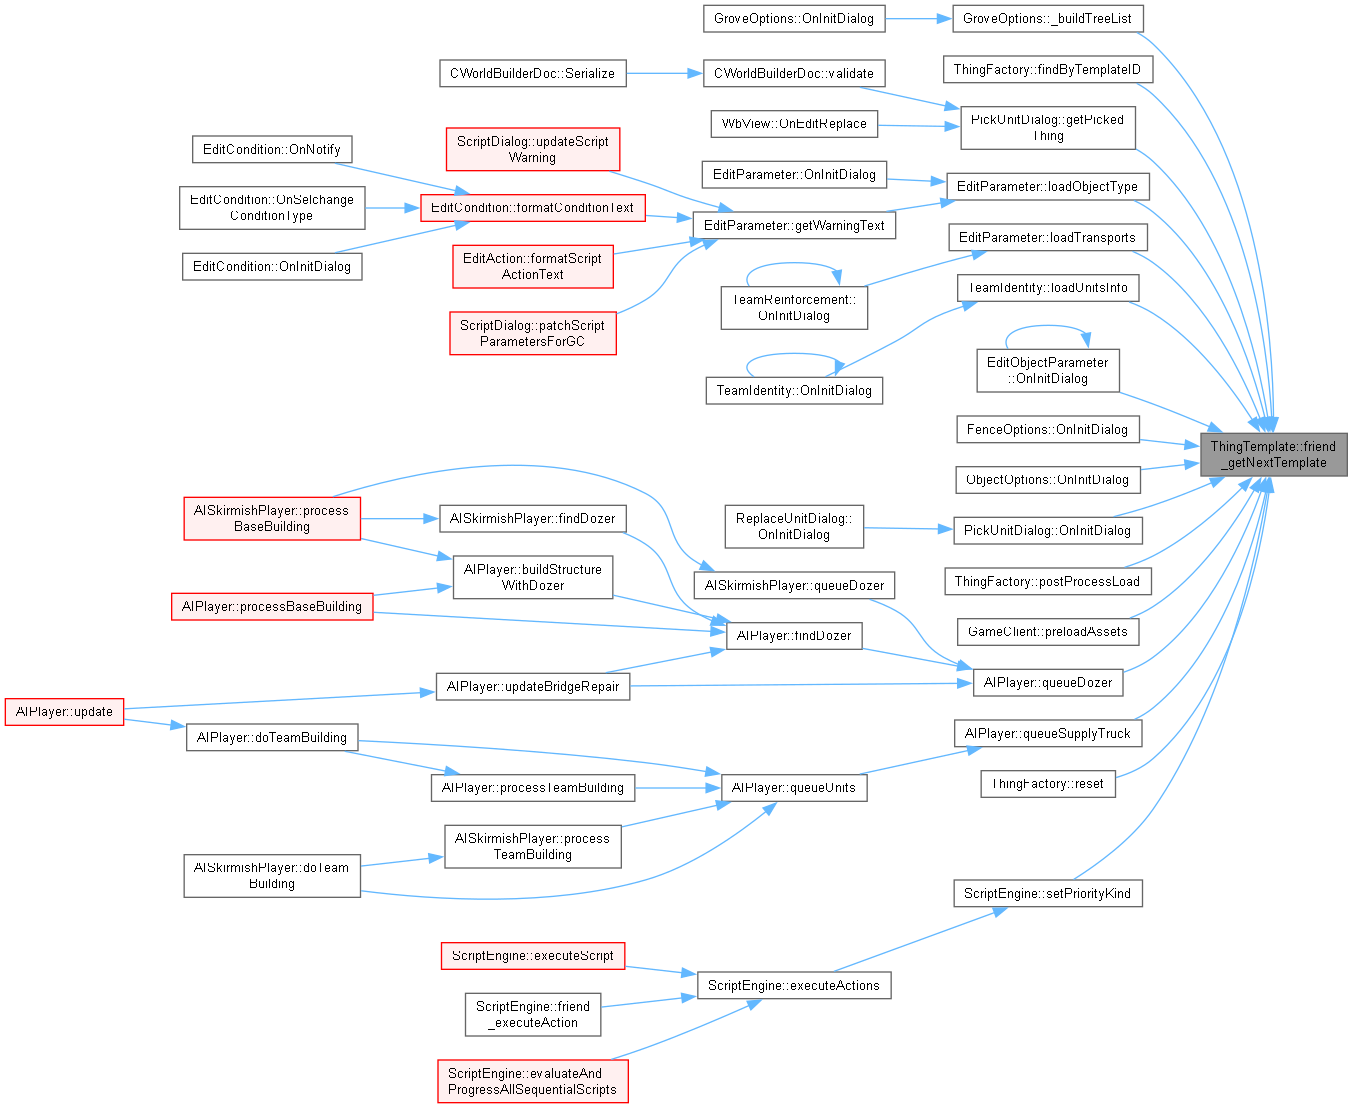 GroveOptions::OnInitDialog
GroveOptions::_buildTreeList
CWorldBuilderDoc::Serialize
CWorldBuilderDoc::validate
ThingFactory::findByTemplateID
WbView::OnEditReplace
PickUnitDialog::getPicked
Thing
ScriptDialog::updateScript
Warning
EditCondition::OnNotify
EditParameter::OnInitDialog
EditParameter::loadObjectType
EditCondition::OnSelchange
ConditionType
EditCondition::formatConditionText
EditParameter::getWarningText
EditParameter::loadTransports
EditCondition::OnInitDialog
EditAction::formatScript
ActionText
TeamReinforcement::
OnInitDialog
TeamIdentity::loadUnitsInfo
ScriptDialog::patchScript
ParametersForGC
EditObjectParameter
::OnInitDialog
TeamIdentity::OnInitDialog
FenceOptions::OnInitDialog
ThingTemplate::friend
_getNextTemplate
ObjectOptions::OnInitDialog
AISkirmishPlayer::process
BaseBuilding
AISkirmishPlayer::findDozer
ReplaceUnitDialog::
OnInitDialog
PickUnitDialog::OnInitDialog
AIPlayer::buildStructure
WithDozer
AISkirmishPlayer::queueDozer
ThingFactory::postProcessLoad
AIPlayer::processBaseBuilding
AIPlayer::findDozer
GameClient::preloadAssets
AIPlayer::updateBridgeRepair
AIPlayer::queueDozer
AIPlayer::update
AIPlayer::doTeamBuilding
AIPlayer::queueSupplyTruck
AIPlayer::processTeamBuilding
AIPlayer::queueUnits
ThingFactory::reset
AISkirmishPlayer::process
TeamBuilding
AISkirmishPlayer::doTeam
Building
ScriptEngine::setPriorityKind
ScriptEngine::executeScript
ScriptEngine::executeActions
ScriptEngine::friend
_executeAction
ScriptEngine::evaluateAnd
ProgressAllSequentialScripts